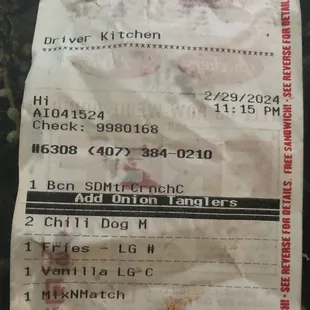 Driver Kitchen
Hi 2/29/2024
AI041524 11:15 PM
Check: 9980168
#6308 (407) 384-0210
1 Bcn SDMtrCrnchC
Add Onion Tanglers
2 Chili Dog M
1 Fries - LG #
1 Vanilla LG C
1 MixNMatch
SEE REVERSE FOR DETAILS. FREE SANDWICH! • SEE REVERSE FOR DETAIL